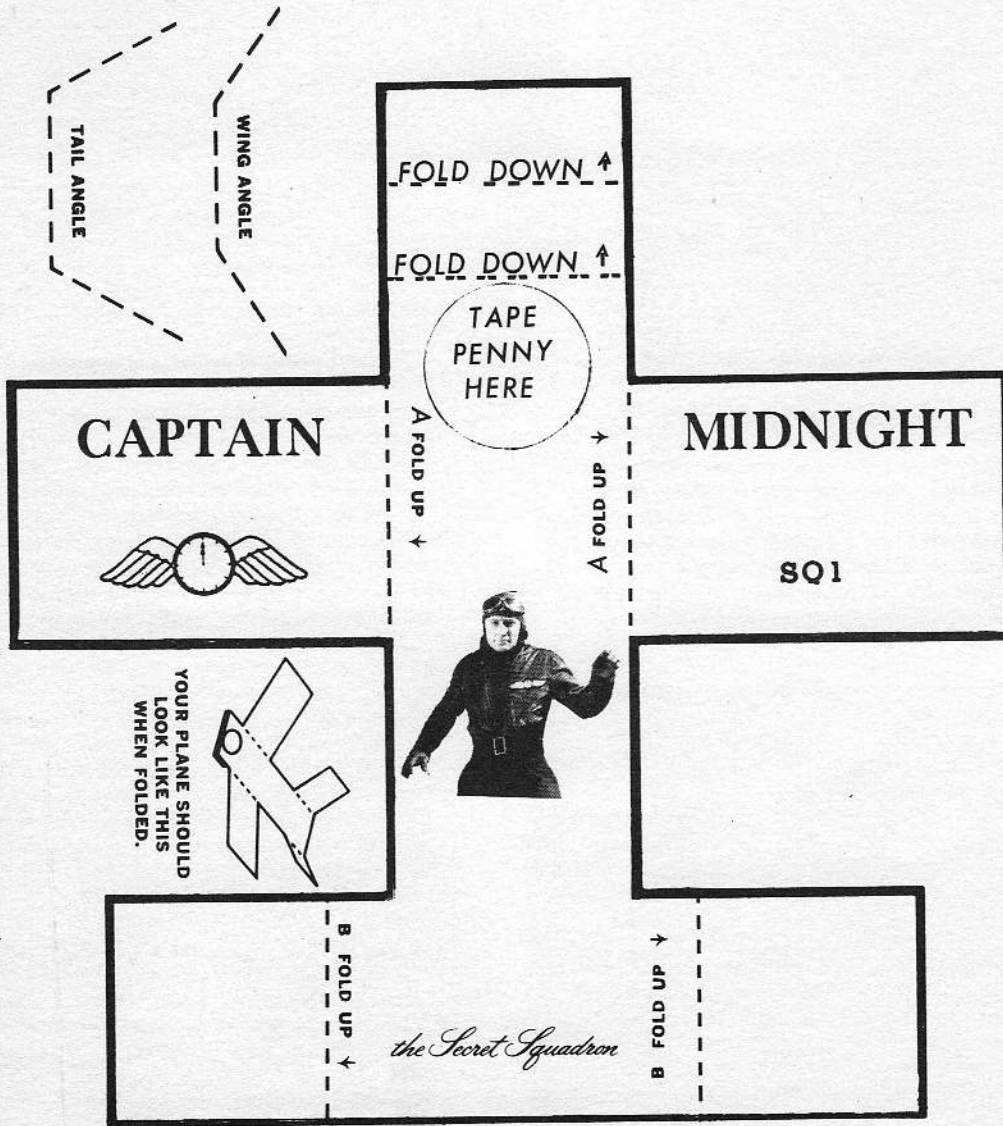 TAIL ANGLE
WING ANGLE
FOLD DOWN
FOLD DOWN
TAPE
PENNY
HERE
CAPTAIN
MIDNIGHT
A FOLD UP
A FOLD UP
SQ1
YOUR PLANE SHOULD
LOOK LIKE THIS
WHEN FOLDED.
B FOLD UP
B FOLD UP
the Secret Squadron